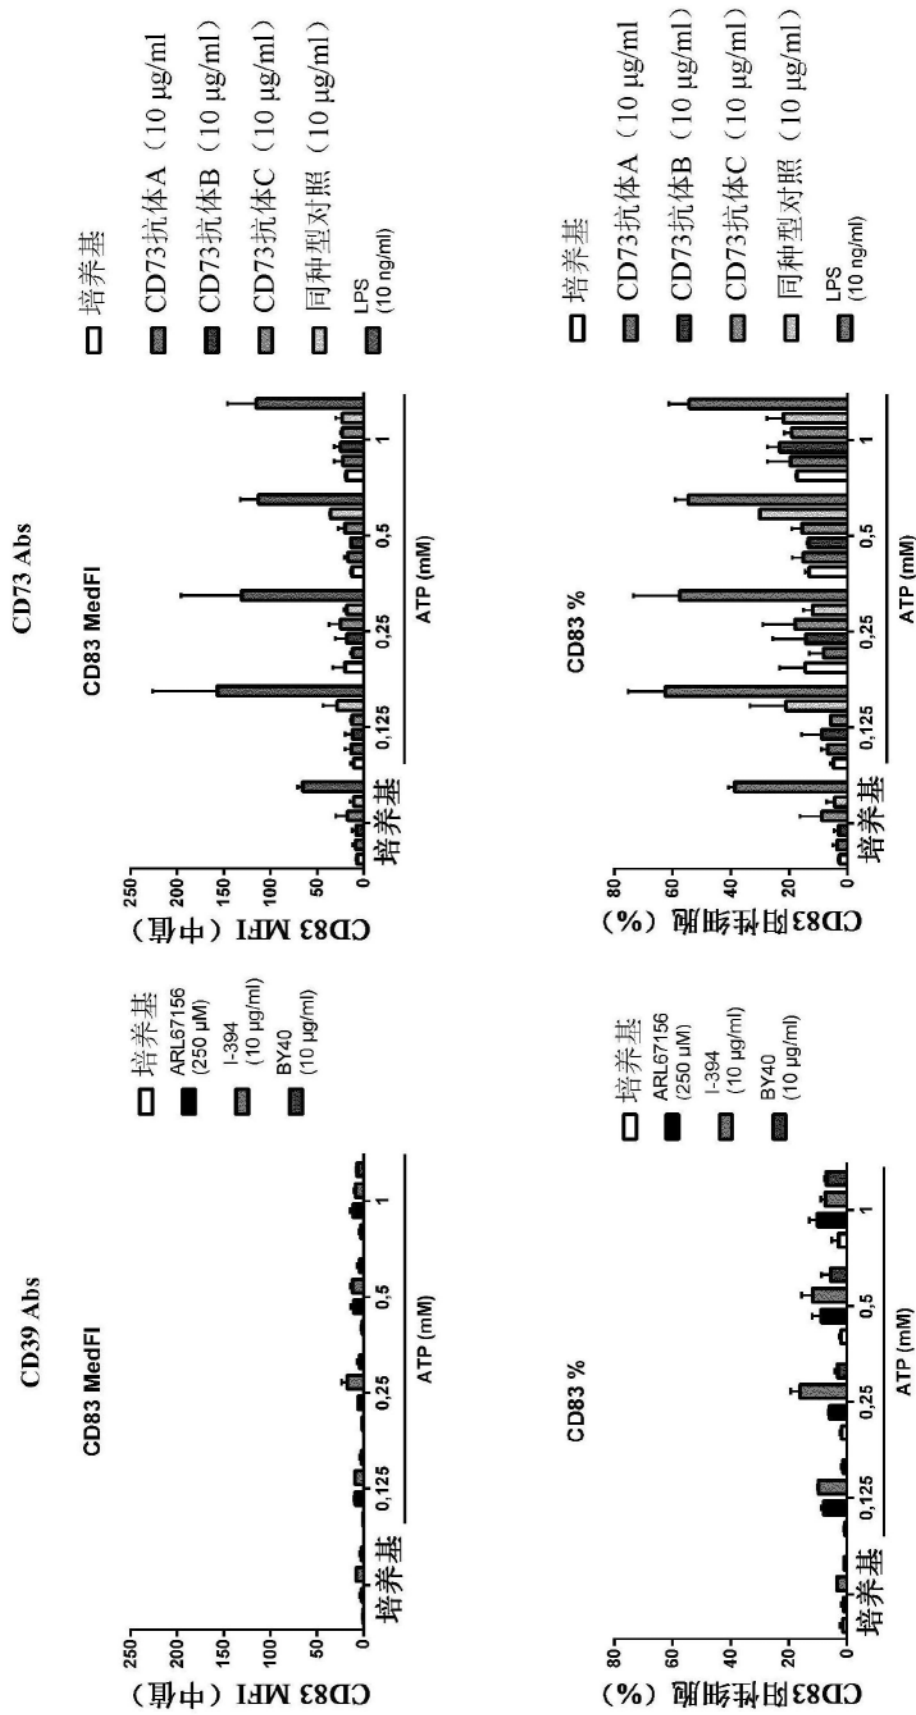 CD39 Abs
CD83 MedFI
CD83 MFI（中值）
250
200
150
100
50
0
培养基
0,125
0,25
0,5
1
ATP (mM)
培养基
ARL67156
(250 µM)
I-394
(10 µg/ml)
BY40
(10 µg/ml)
CD73 Abs
CD83 MedFI
CD83 MFI（中值）
250
200
150
100
50
0
培养基
0,125
0,25
0,5
1
ATP (mM)
培养基
CD73抗体A（10 µg/ml
CD73抗体B（10 µg/ml）
CD73抗体C（10 µg/ml）
同种型对照（10 µg/ml）
LPS
(10 ng/ml)
CD83 %
CD83阳性细胞（%）
80
60
40
20
0
培养基
0,125
0,25
0,5
1
ATP (mM)
培养基
ARL67156
(250 µM)
I-394
(10 µg/ml)
BY40
(10 µg/ml)
CD83 %
CD83阳性细胞（%）
80
60
40
20
0
培养基
0,125
0,25
0,5
1
ATP (mM)
培养基
CD73抗体A（10 µg/ml
CD73抗体B（10 µg/ml）
CD73抗体C（10 µg/ml）
同种型对照（10 µg/ml）
LPS
(10 ng/ml)